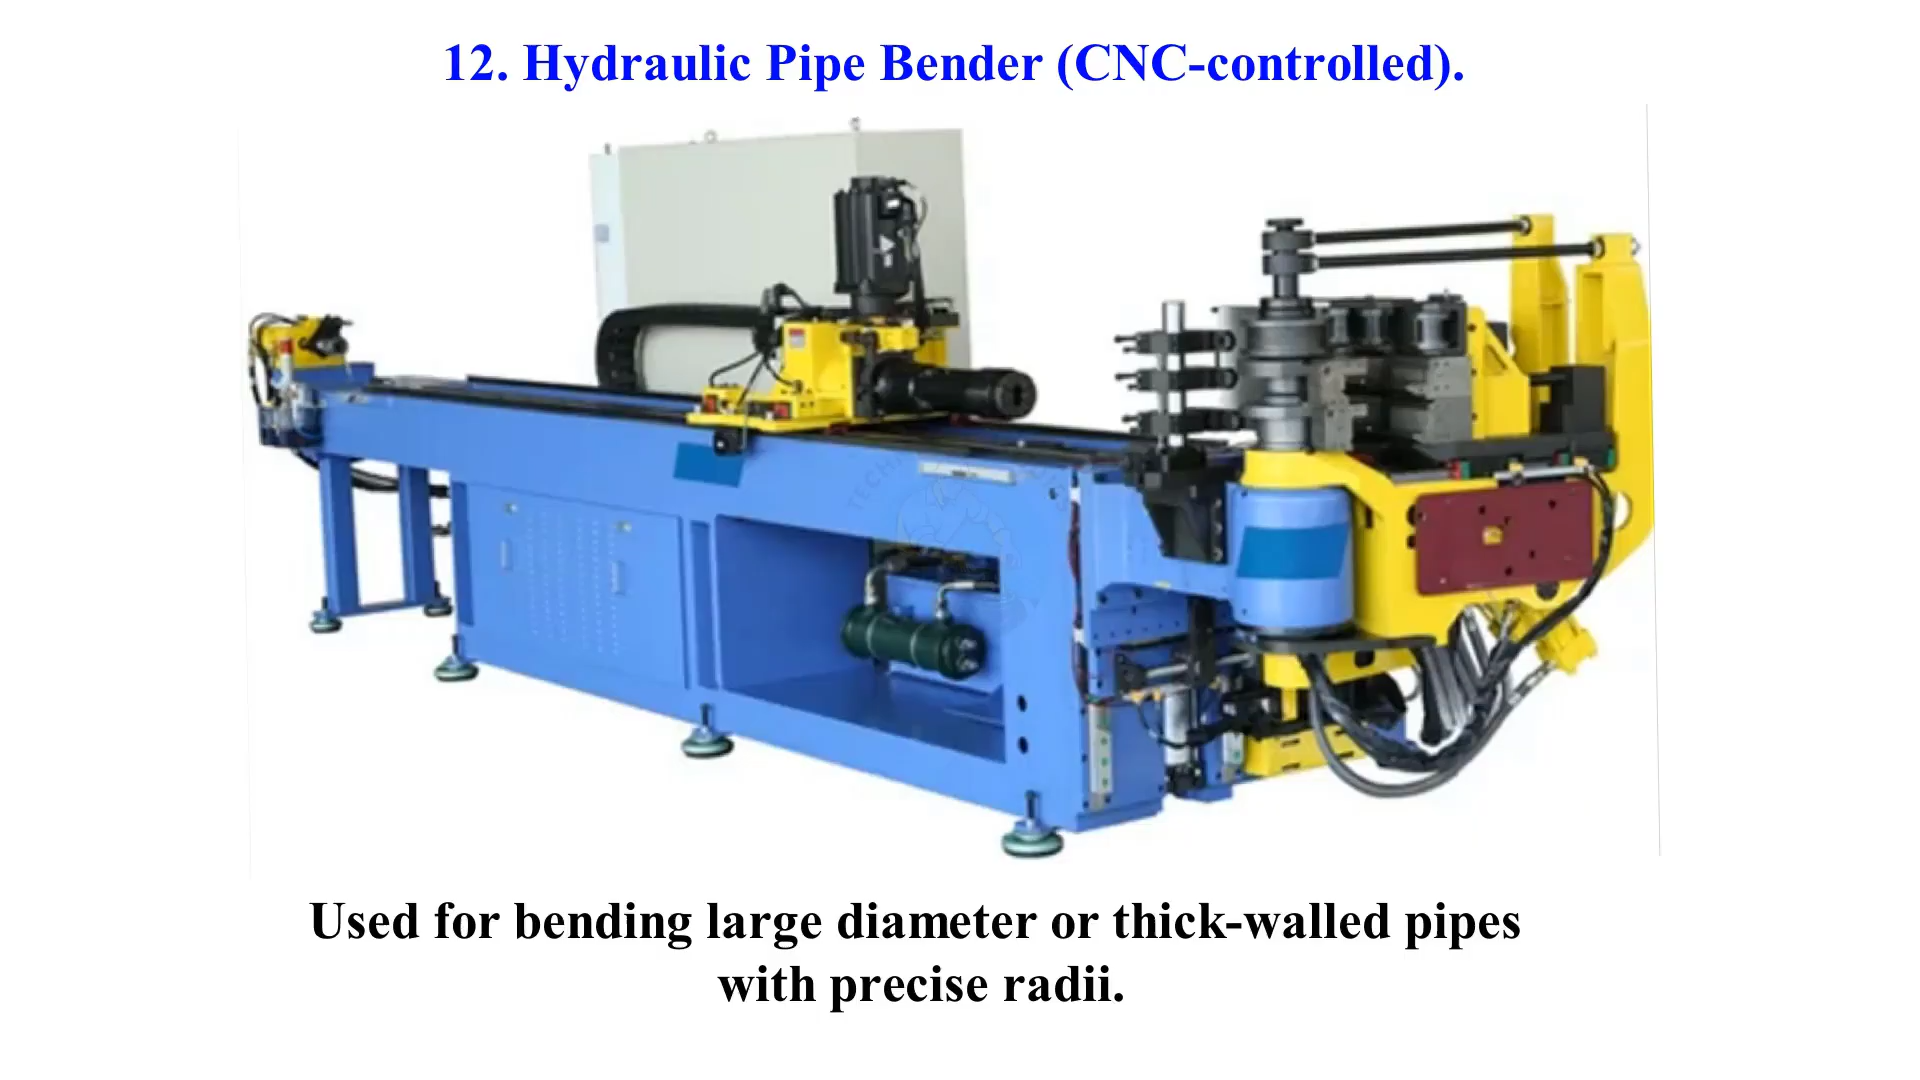 12. Hydraulic Pipe Bender (CNC-controlled).
Used for bending large diameter or thick-walled pipes
with precise radii.